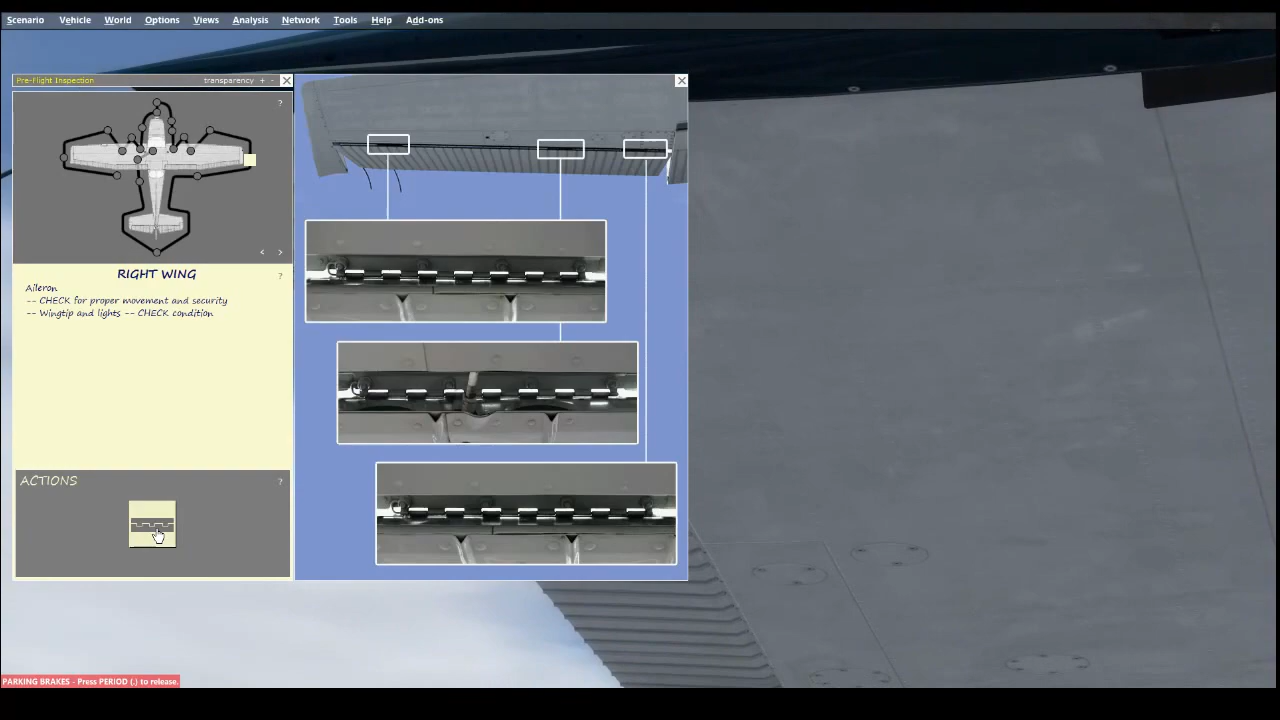 Scenario Vehicle World Options Views Analysis Network Tools Help Add-ons
Pre-Flight Inspection transparency + -
?
< >
RIGHT WING ?
Aileron
-- CHECK for proper movement and security
-- Wingtip and lights -- CHECK condition
ACTIONS ?
PARKING BRAKES - Press PERIOD (.) to release.